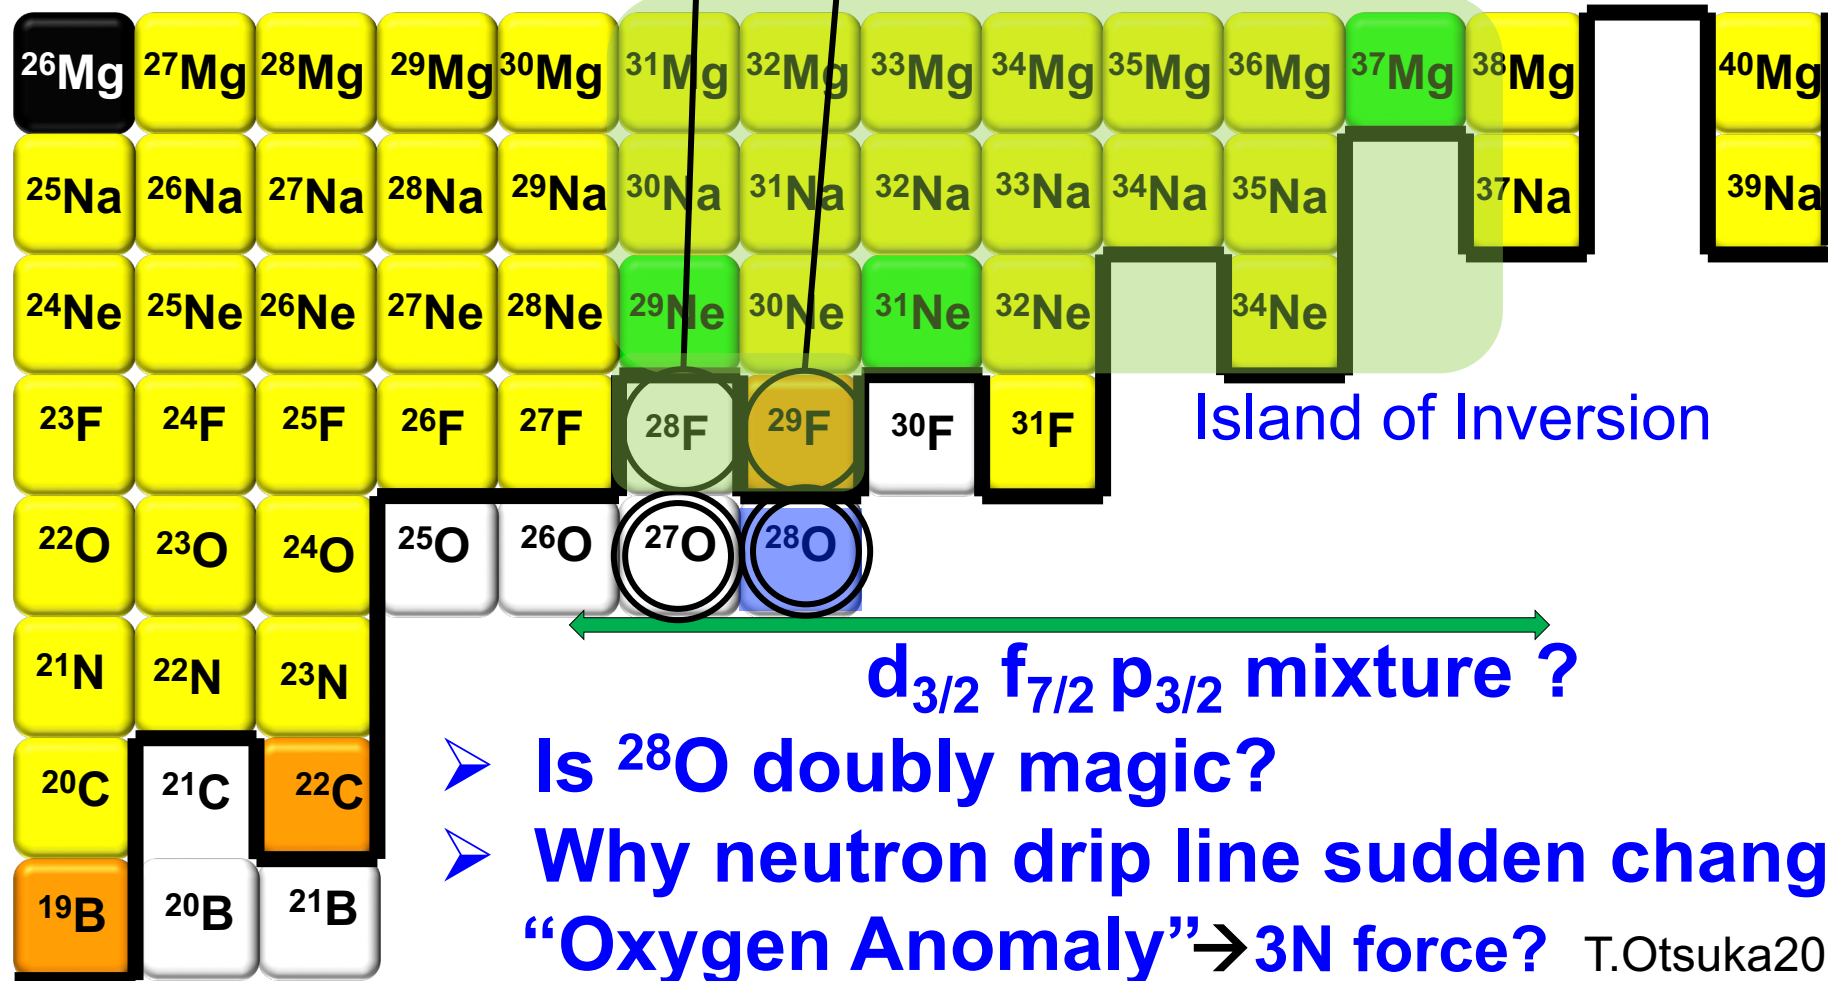 ²⁶Mg ²⁷Mg ²⁸Mg ²⁹Mg ³⁰Mg ³¹Mg ³²Mg ³³Mg ³⁴Mg ³⁵Mg ³⁶Mg ³⁷Mg ³⁸Mg ⁴⁰Mg
²⁵Na ²⁶Na ²⁷Na ²⁸Na ²⁹Na ³⁰Na ³¹Na ³²Na ³³Na ³⁴Na ³⁵Na ³⁷Na ³⁹Na
²⁴Ne ²⁵Ne ²⁶Ne ²⁷Ne ²⁸Ne ²⁹Ne ³⁰Ne ³¹Ne ³²Ne ³⁴Ne
²³F ²⁴F ²⁵F ²⁶F ²⁷F ²⁸F ²⁹F ³⁰F ³¹F
Island of Inversion
²²O ²³O ²⁴O ²⁵O ²⁶O ²⁷O ²⁸O
²¹N ²²N ²³N
d₃/₂ f₇/₂ p₃/₂ mixture ?
²⁰C ²¹C ²²C
➢ Is ²⁸O doubly magic?
➢ Why neutron drip line sudden chang
¹⁹B ²⁰B ²¹B
“Oxygen Anomaly”→3N force? T.Otsuka20